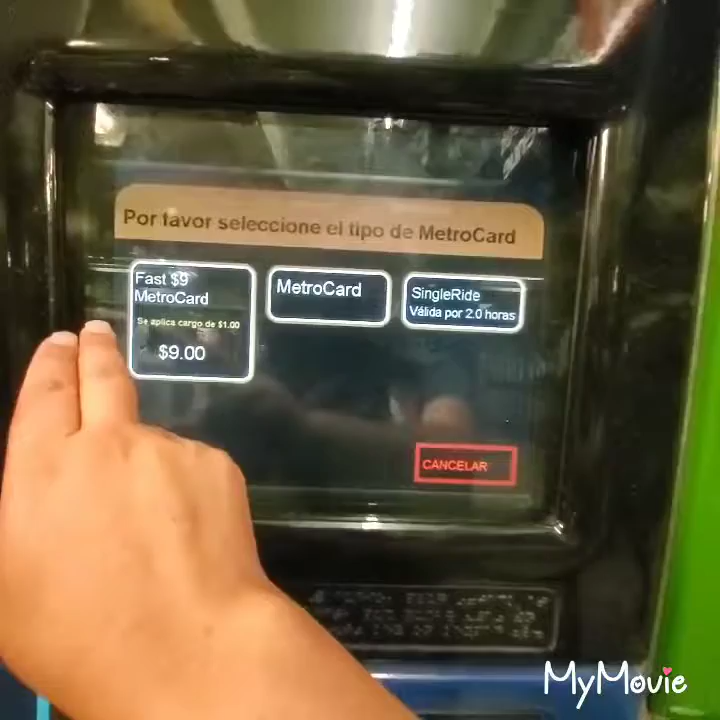 Por favor seleccione el tipo de MetroCard
Fast $9
MetroCard
Se aplica cargo de $1.00
$9.00
MetroCard
SingleRide
Válida por 2.0 horas
CANCELAR
MyMovie